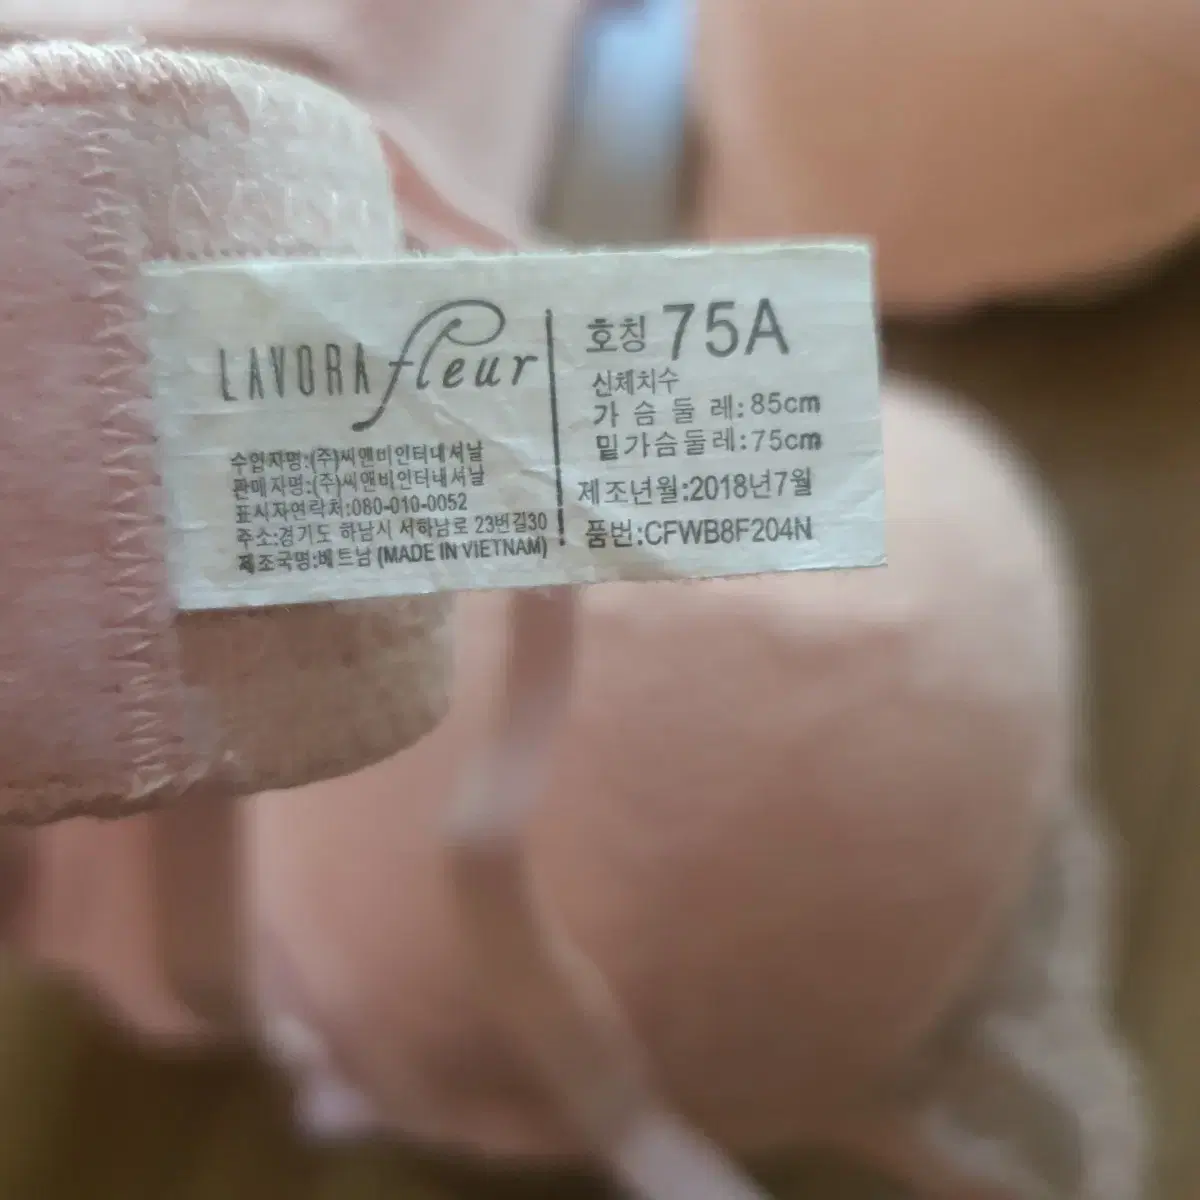 LAVORA fleur
수입자명:(주)씨앤비인터내셔날
판매자명:(주)씨앤비인터내셔날
표시자연락처:080-010-0052
주소:경기도 하남시 서하남로 23번길30
제조국명:베트남 (MADE IN VIETNAM)
호칭 75A
신체치수
가 슴 둘 레:85cm
밑가슴둘레:75cm
제조년월:2018년7월
품번:CFWB8F204N